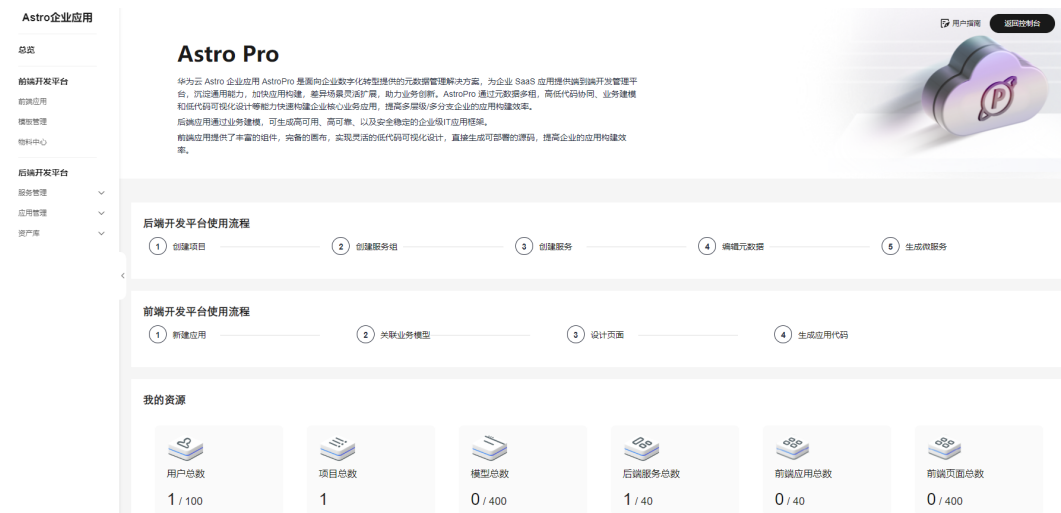 Astro企业应用
总览
前端开发平台
前端应用
模板管理
物料中心
后端开发平台
服务管理
应用管理
资产库
用户指南
返回控制台
Astro Pro
华为云 Astro 企业应用 AstroPro 是面向企业数字化转型提供的元数据管理解决方案，为企业 SaaS 应用提供端到端开发管理平
台，沉淀通用能力，加快应用构建，差异场景灵活扩展，助力业务创新。AstroPro 通过元数据多租，高低代码协同、业务建模
和低代码可视化设计等能力快速构建企业核心业务应用，提高多层级/多分支企业的应用构建效率。
后端应用通过业务建模，可生成高可用、高可靠、以及安全稳定的企业级IT应用框架。
前端应用提供了丰富的组件，完备的画布，实现灵活的低代码可视化设计，直接生成可部署的源码，提高企业的应用构建效
率。
P
后端开发平台使用流程
1 创建项目
2 创建服务组
3 创建服务
4 编辑元数据
5 生成微服务
前端开发平台使用流程
1 新建应用
2 关联业务模型
3 设计页面
4 生成应用代码
我的资源
用户总数
1 / 100
项目总数
1
模型总数
0 / 400
后端服务总数
1 / 40
前端应用总数
0 / 40
前端页面总数
0 / 400